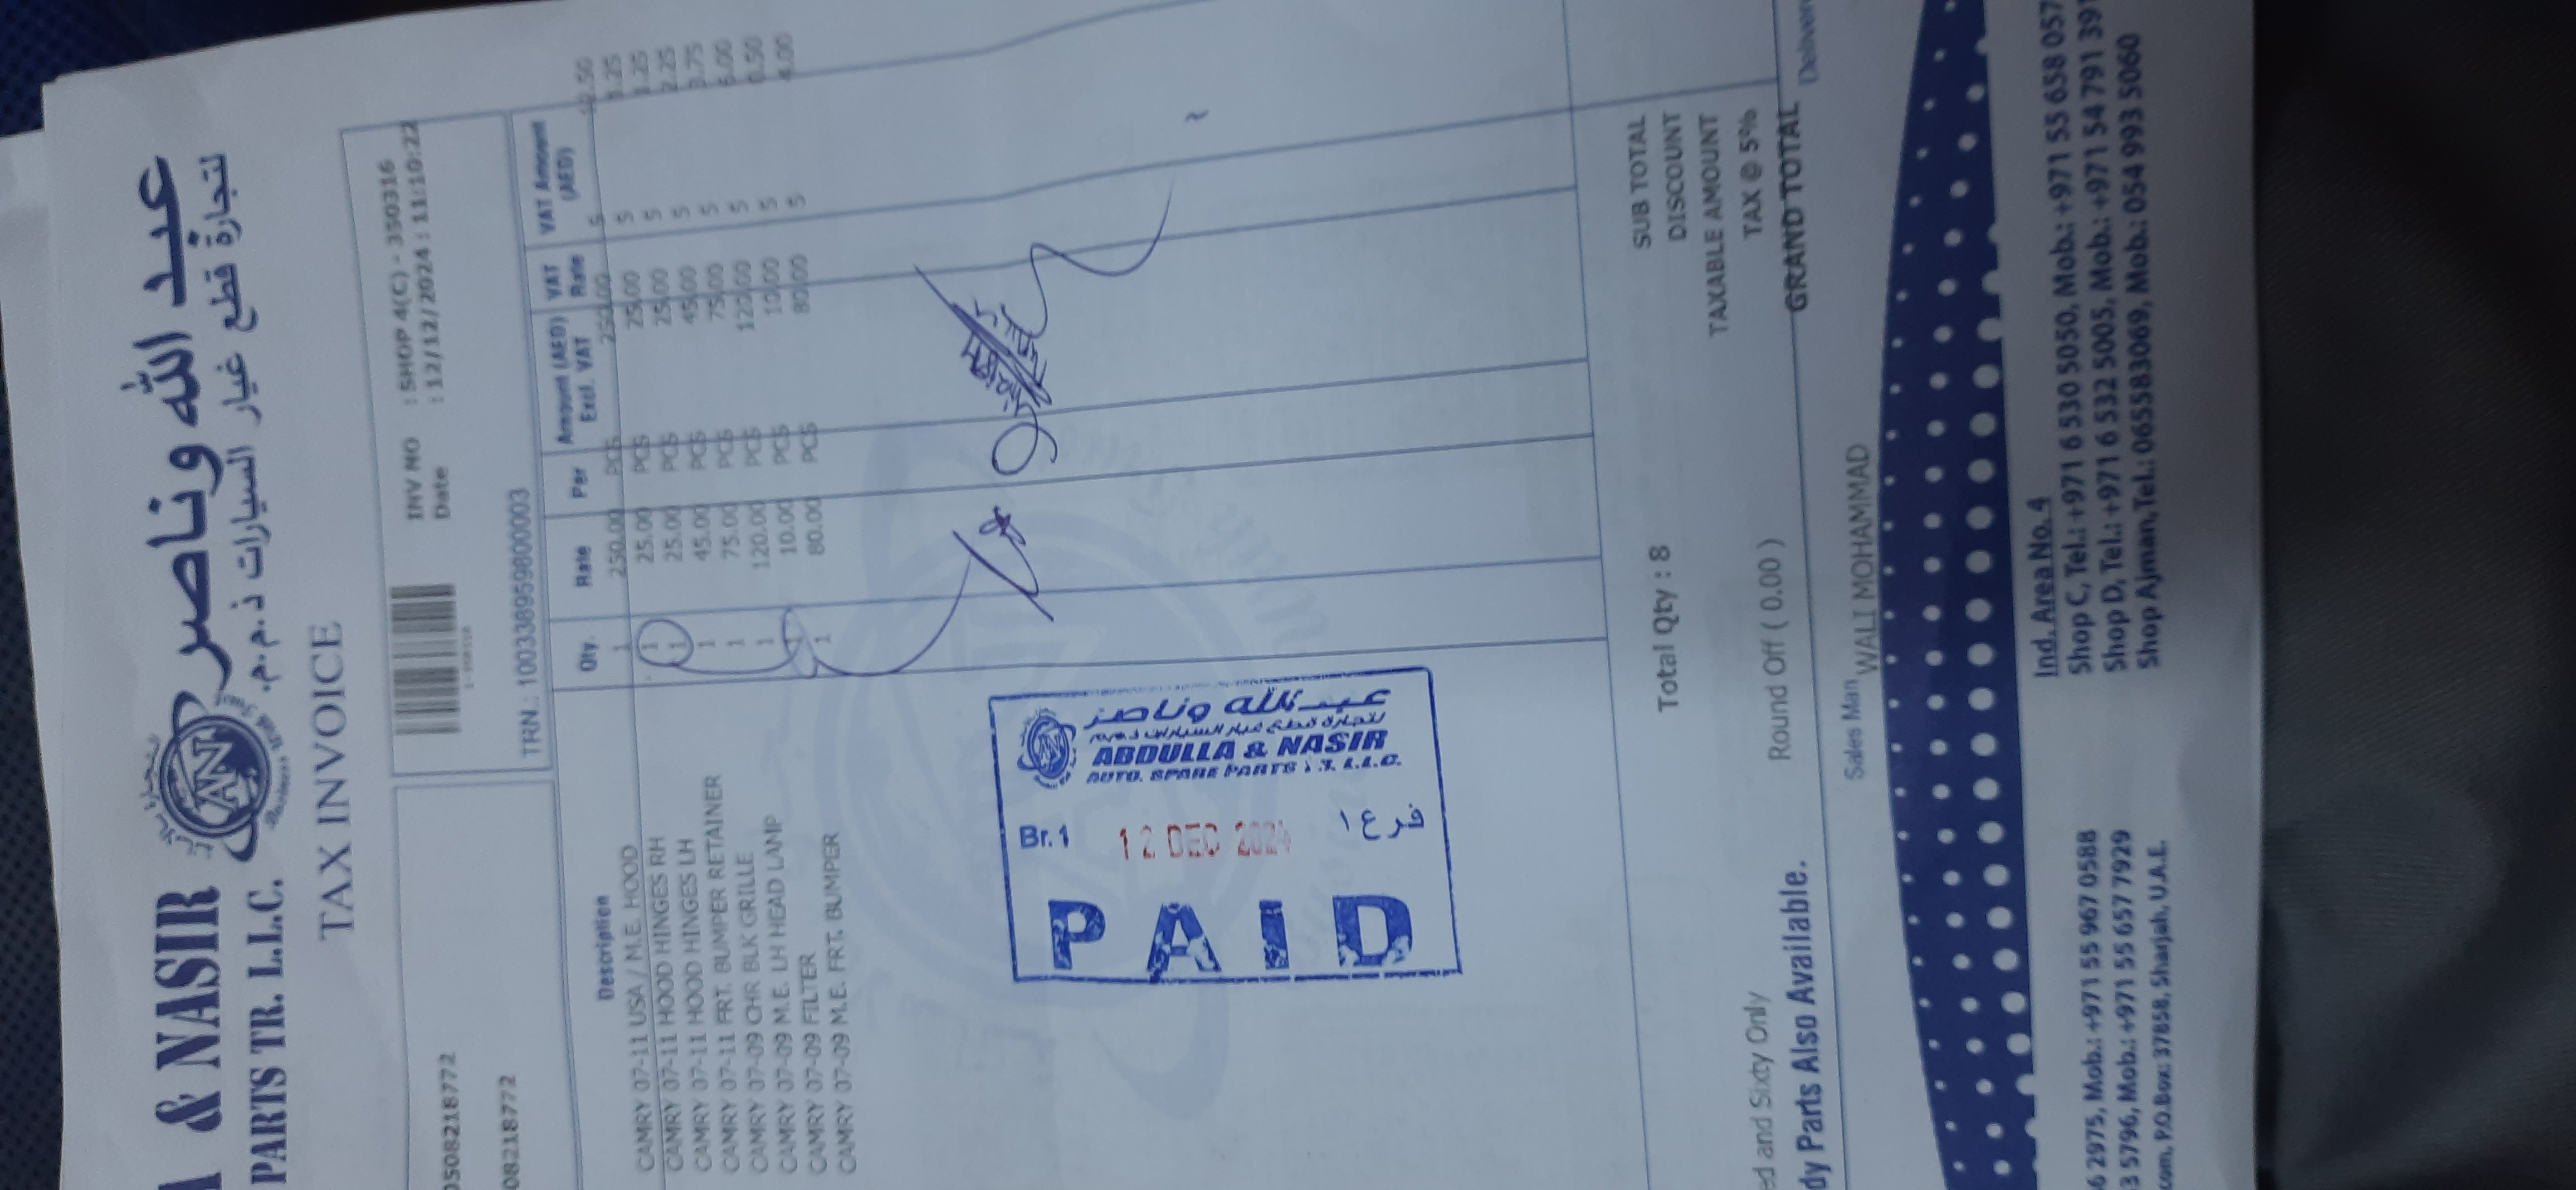 عبد الله وناصر
لتجارة قطع غيار السيارات ذ.م.م.
& NASIR
PARTS TR. L.L.C.
AN
TAX INVOICE
0508218772
INV NO : SHOP 4(C) - 350316
Date : 12/12/2024 : 11:10:22
TRN.: 100338959800003
Description Qty. Rate Per Amount (AED) Excl. VAT VAT Rate VAT Amount (AED)
CAMRY 07-11 USA / M.E. HOOD 1 250.00 PCS 250.00 5 12.50
CAMRY 07-11 HOOD HINGES RH 1 25.00 PCS 25.00 5 1.25
CAMRY 07-11 HOOD HINGES LH 1 25.00 PCS 25.00 5 1.25
CAMRY 07-11 FRT. BUMPER RETAINER 1 45.00 PCS 45.00 5 2.25
CAMRY 07-09 CHR BLK GRILLE 1 75.00 PCS 75.00 5 3.75
CAMRY 07-09 M.E. LH HEAD LAMP 1 120.00 PCS 120.00 5 6.00
CAMRY 07-09 FILTER 1 10.00 PCS 10.00 5 0.50
CAMRY 07-09 M.E. FRT. BUMPER 1 80.00 PCS 80.00 5 4.00
عبد الله وناصر
لتجارة قطع غيار السيارات ذ.م.م
ABDULLA & NASIR
AUTO. SPARE PARTS L.L.C.
Br.1 12 DEC 2024 فرع ١
PAID
Total Qty : 8
SUB TOTAL
DISCOUNT
TAXABLE AMOUNT
TAX @ 5%
and Sixty Only Round Off ( 0.00 ) GRAND TOTAL
Parts Also Available.
Sales Man WALI MOHAMMAD
Ind. Area No. 4
2975, Mob.: +971 55 967 0588 Shop C, Tel.: +971 6 530 5050, Mob.: +971 55 658 057
5796, Mob.: +971 55 657 7929 Shop D, Tel.: +971 6 532 5005, Mob.: +971 54 791 391
com, P.O.Box: 37858, Sharjah, U.A.E. Shop Ajman, Tel.: 065583069, Mob.: 054 993 5060